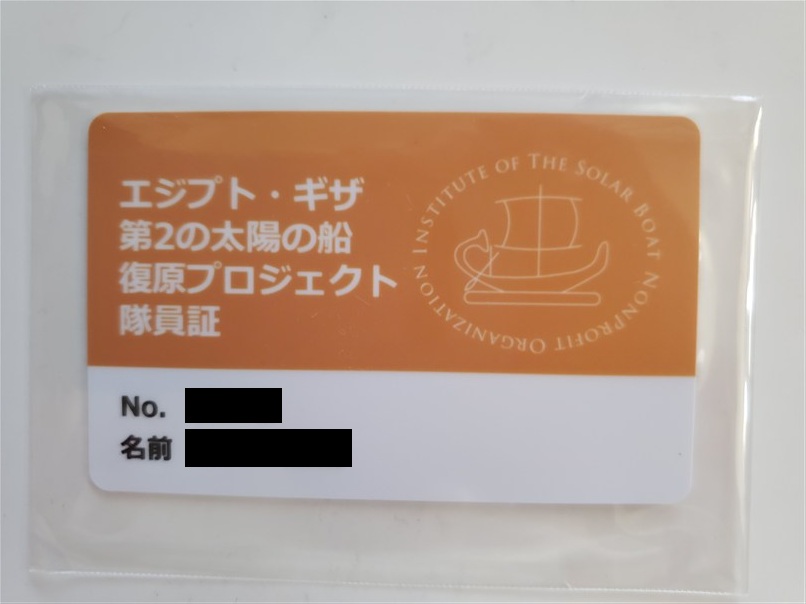 エジプト・ギザ
第2の太陽の船
復原プロジェクト
隊員証
INSTITUTE OF THE SOLAR BOAT NONPROFIT ORGANIZATION
No.
名前